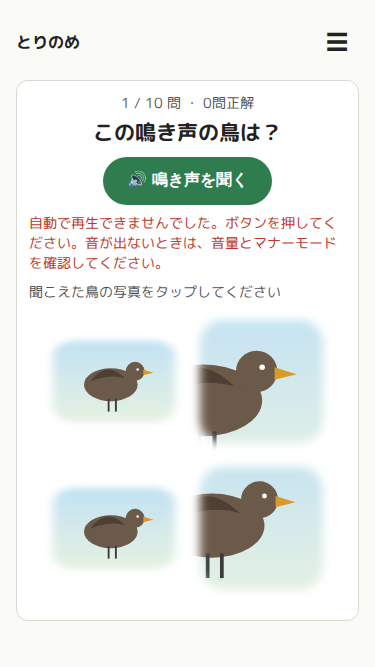 とりのめ
1 / 10 問 · 0問正解
この鳴き声の鳥は？
鳴き声を聞く
自動で再生できませんでした。ボタンを押してく
ださい。音が出ないときは、音量とマナーモード
を確認してください。
聞こえた鳥の写真をタップしてください